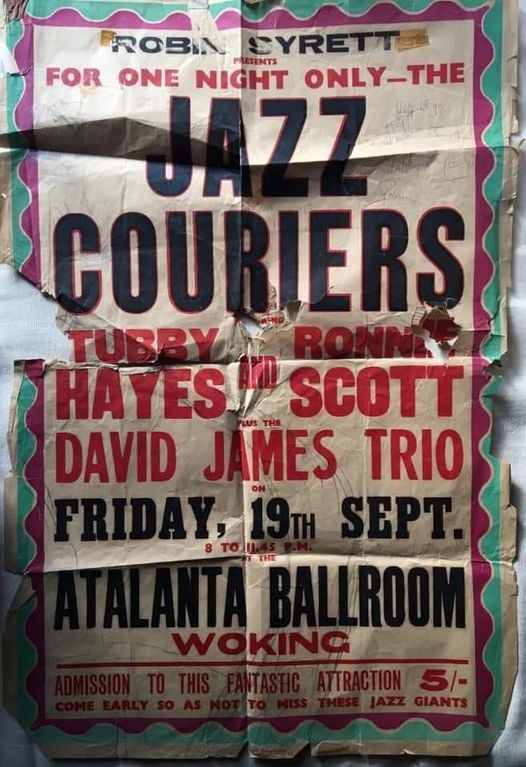 ROBIN SYRETT
PRESENTS
FOR ONE NIGHT ONLY—THE
JAZZ
COURIERS
TUBBY RONNIE
AND
HAYES SCOTT
PLUS THE
DAVID JAMES TRIO
ON
FRIDAY, 19TH SEPT.
8 TO 11.45 P.M.
AT THE
ATALANTA BALLROOM
WOKING
ADMISSION TO THIS FANTASTIC ATTRACTION 5/-
COME EARLY SO AS NOT TO MISS THESE JAZZ GIANTS